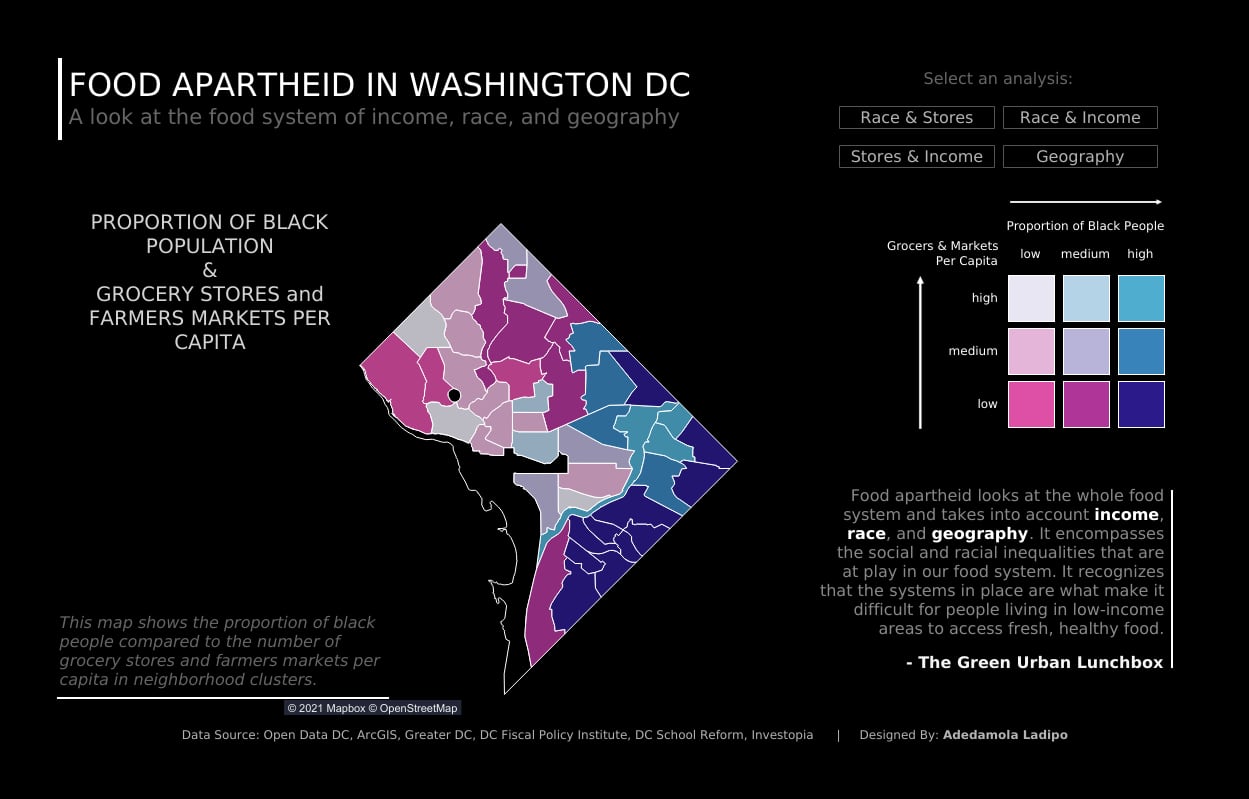 FOOD APARTHEID IN WASHINGTON DC
A look at the food system of income, race, and geography
Select an analysis:
Race & Stores
Race & Income
Stores & Income
Geography
PROPORTION OF BLACK
POPULATION
&
GROCERY STORES and
FARMERS MARKETS PER
CAPITA
Proportion of Black People
Grocers & Markets
Per Capita
low medium high
high
medium
low
Food apartheid looks at the whole food
system and takes into account income,
race, and geography. It encompasses
the social and racial inequalities that are
at play in our food system. It recognizes
that the systems in place are what make it
difficult for people living in low-income
areas to access fresh, healthy food.
- The Green Urban Lunchbox
This map shows the proportion of black
people compared to the number of
grocery stores and farmers markets per
capita in neighborhood clusters.
© 2021 Mapbox © OpenStreetMap
Data Source: Open Data DC, ArcGIS, Greater DC, DC Fiscal Policy Institute, DC School Reform, Investopia | Designed By: Adedamola Ladipo